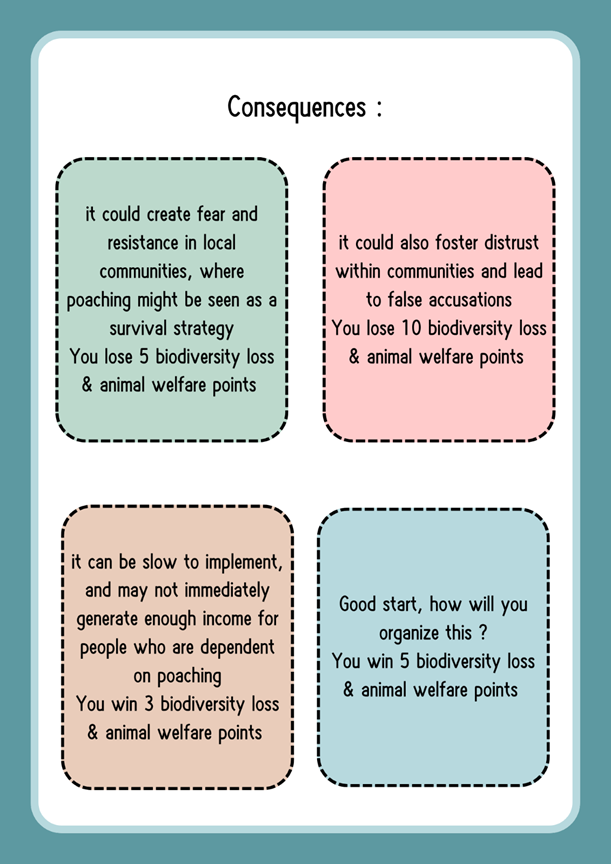 Consequences :
it could create fear and
resistance in local
communities, where
poaching might be seen as a
survival strategy
You lose 5 biodiversity loss
& animal welfare points
it could also foster distrust
within communities and lead
to false accusations
You lose 10 biodiversity loss
& animal welfare points
it can be slow to implement,
and may not immediately
generate enough income for
people who are dependent
on poaching
You win 3 biodiversity loss
& animal welfare points
Good start, how will you
organize this ?
You win 5 biodiversity loss
& animal welfare points